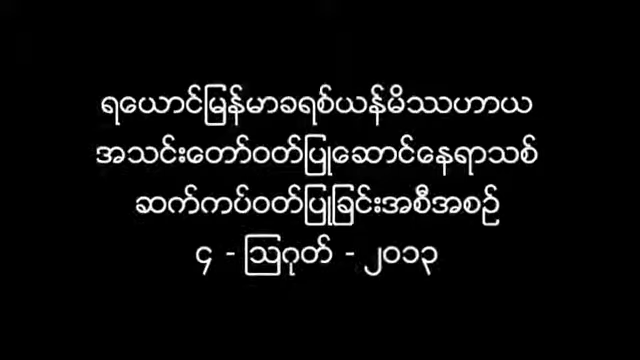 ရယောင်မြန်မာခရစ်ယန်မိဿဟာယ
အသင်းတော်ဝတ်ပြုဆောင်နေရာသစ်
ဆက်ကပ်ဝတ်ပြုခြင်းအစီအစဉ်
၄ - ဩဂုတ် - ၂၀၁၃